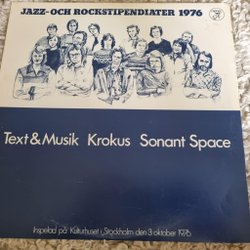 JAZZ-OCH ROCKSTIPENDIATER 1976
Text & Musik Krokus Sonant Space
Inspelad på Kulturhuset i Stockholm den 3 oktober 1976